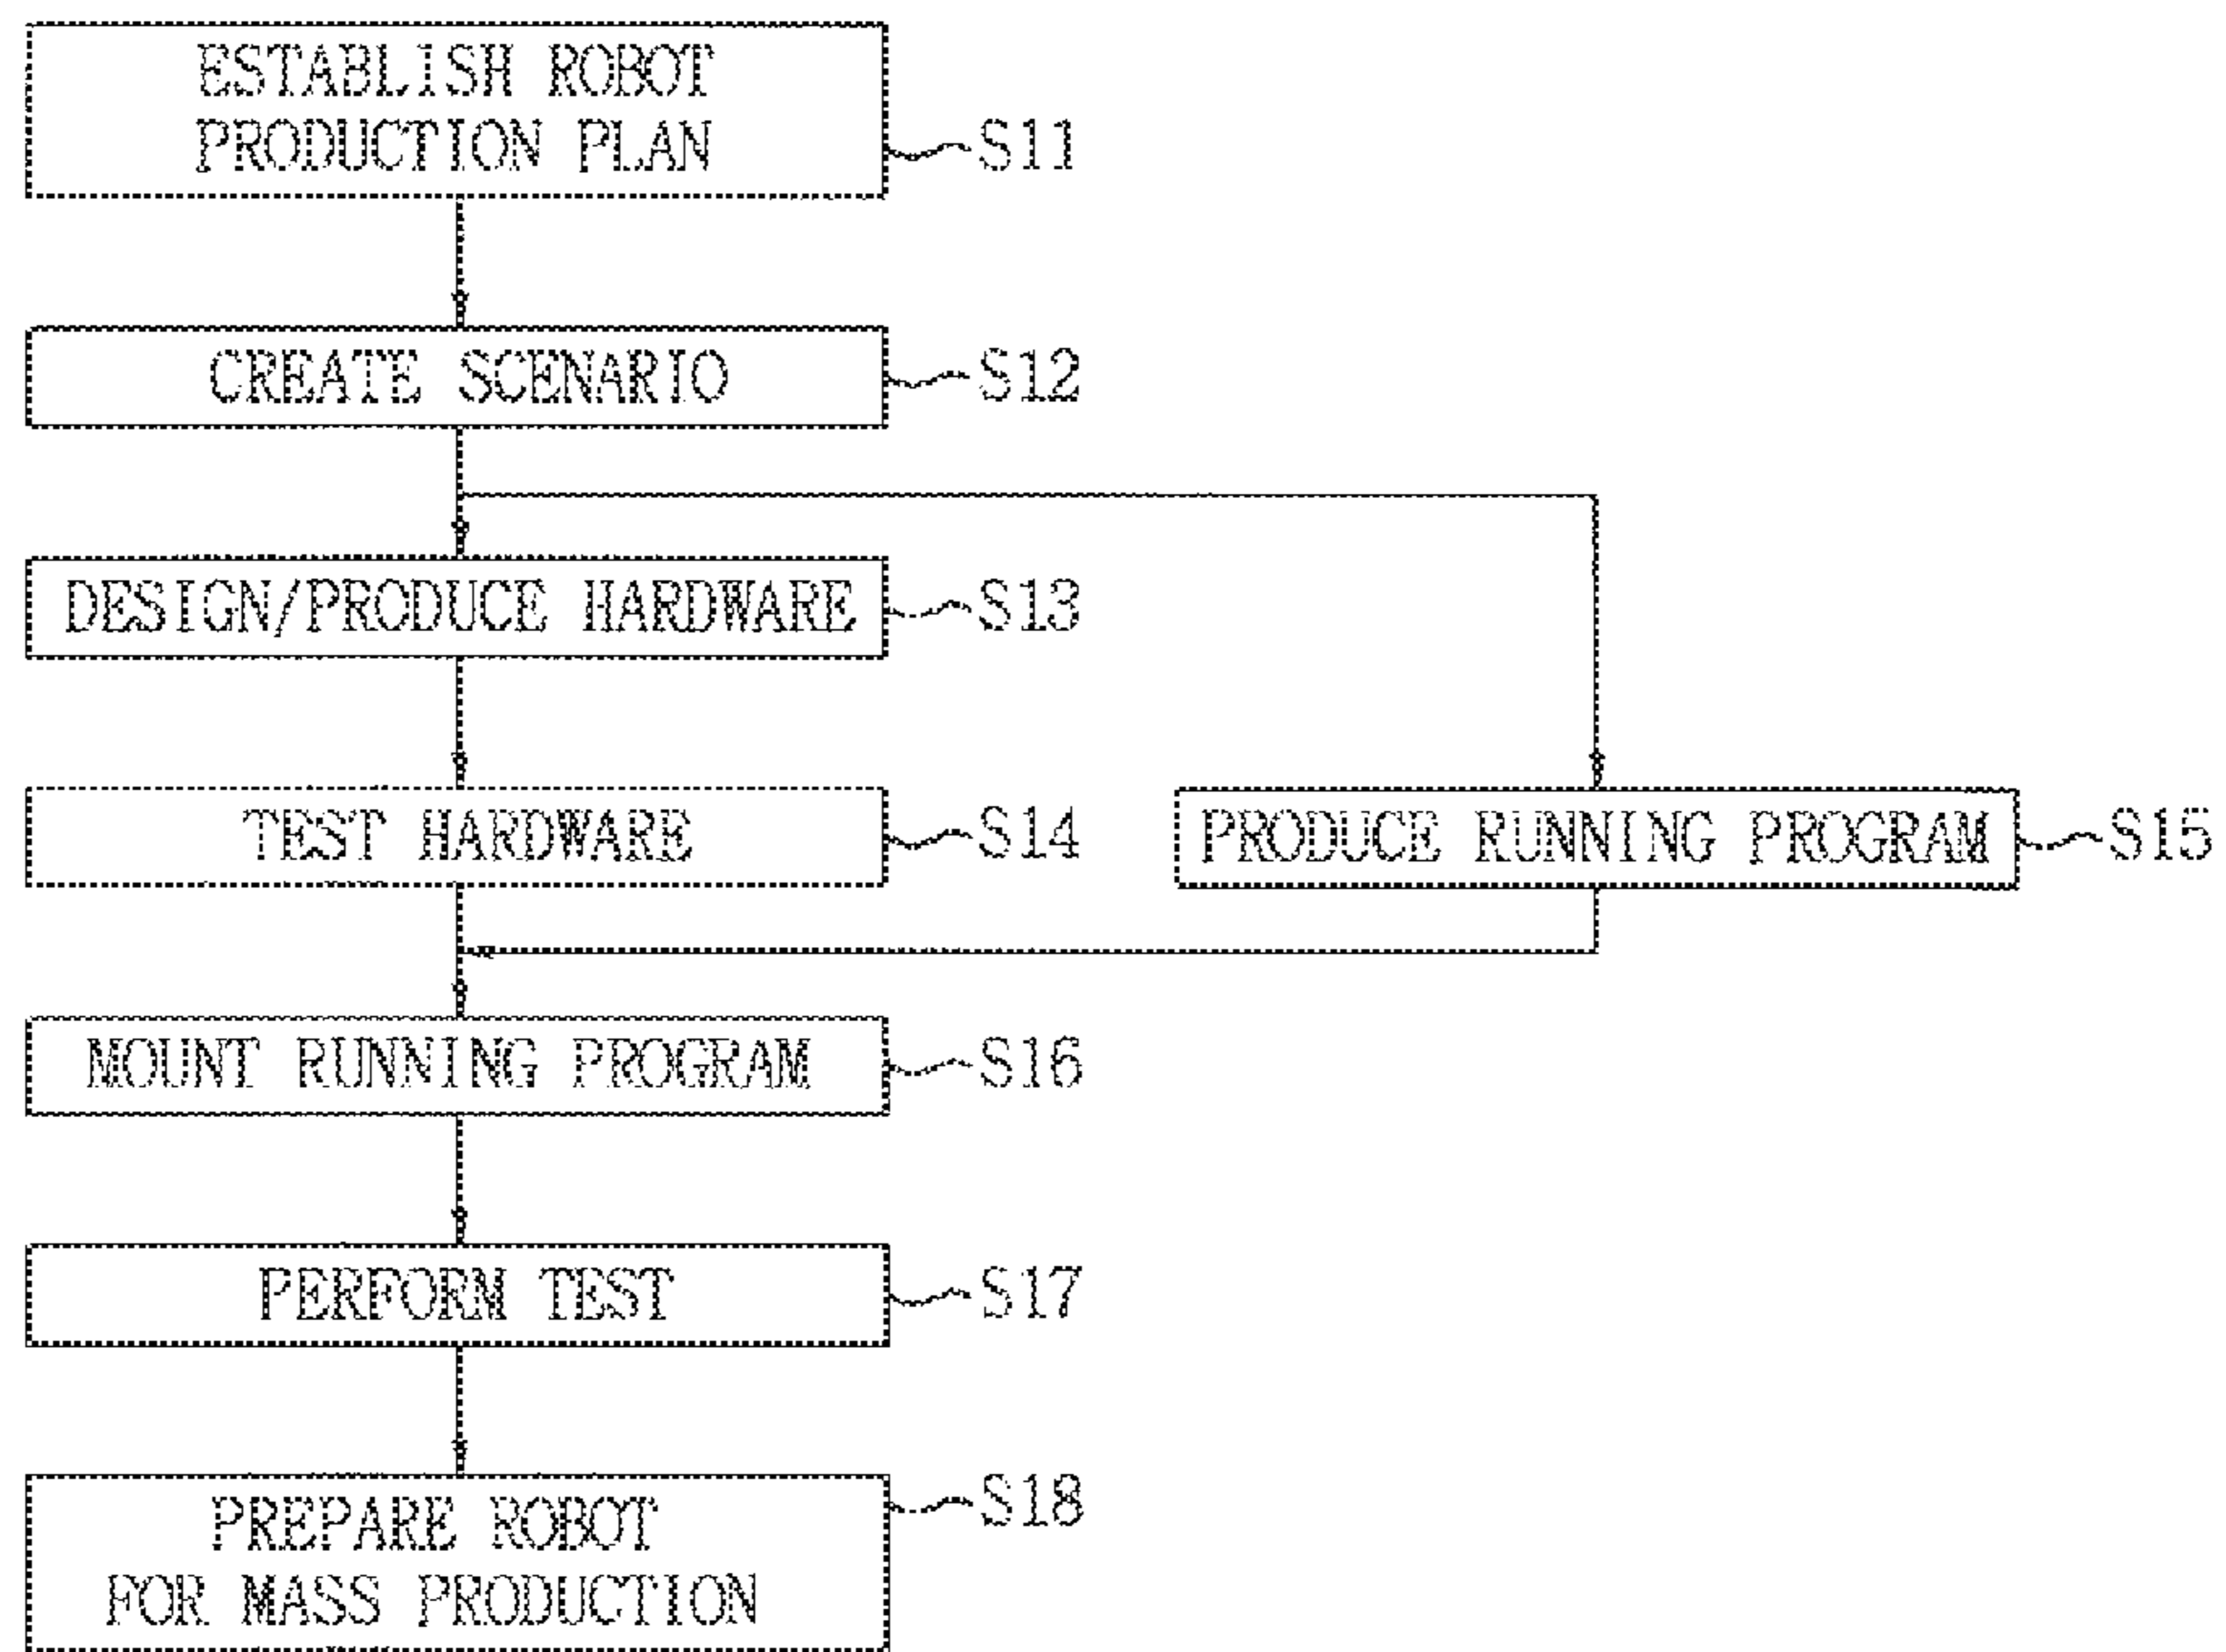 ESTABLISH ROBOT
PRODUCTION PLAN
S11
CREATE SCENARIO
S12
DESIGN/PRODUCE HARDWARE
S13
TEST HARDWARE
S14
PRODUCE RUNNING PROGRAM
S15
MOUNT RUNNING PROGRAM
S16
PERFORM TEST
S17
PREPARE ROBOT
FOR MASS PRODUCTION
S18